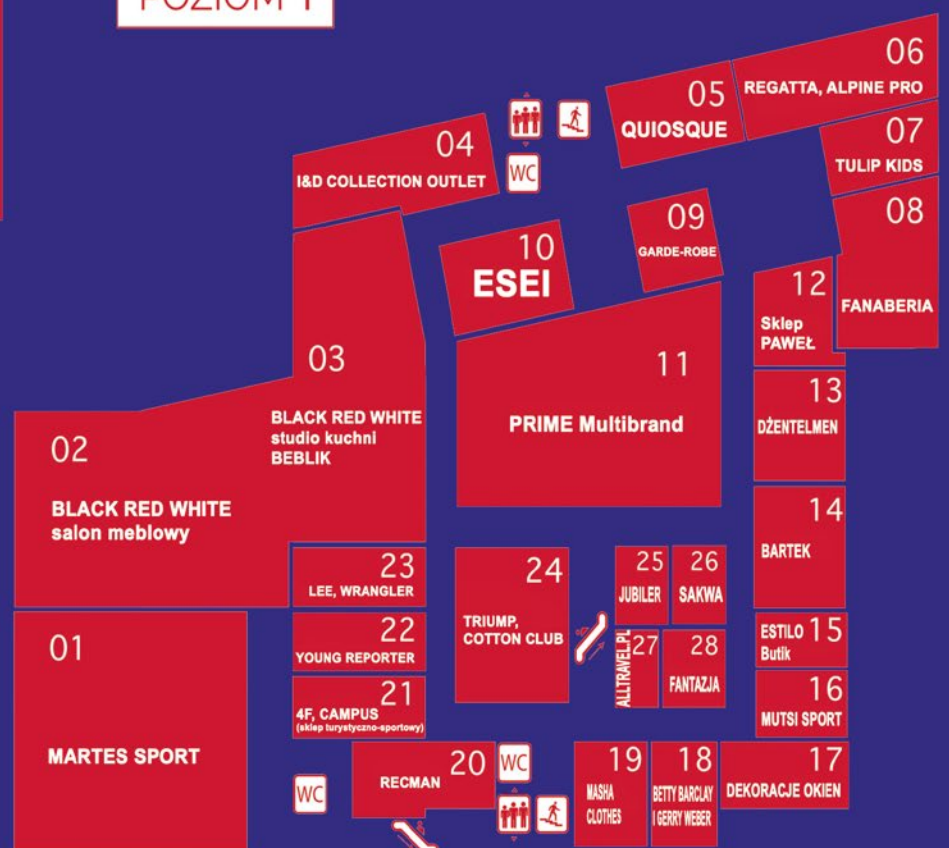 POZIOM 1
06
REGATTA, ALPINE PRO
05
QUIOSQUE
07
TULIP KIDS
04
I&D COLLECTION OUTLET
WC
08
FANABERIA
09
GARDE-ROBE
10
ESEI
12
Sklep
PAWEŁ
03
BLACK RED WHITE
studio kuchni
BEBLIK
11
PRIME Multibrand
13
DŻENTELMEN
02
BLACK RED WHITE
salon meblowy
14
BARTEK
23
LEE, WRANGLER
24
TRIUMP,
COTTON CLUB
25
JUBILER
26
SAKWA
22
YOUNG REPORTER
27
ALLTRAVEL.PL
28
FANTAZJA
15
ESTILO
Butik
01
MARTES SPORT
21
4F, CAMPUS
(sklep turystyczno-sportowy)
16
MUTSI SPORT
20
RECMAN
WC
WC
19
MASHA
CLOTHES
18
BETTY BARCLAY
I GERRY WEBER
17
DEKORACJE OKIEN